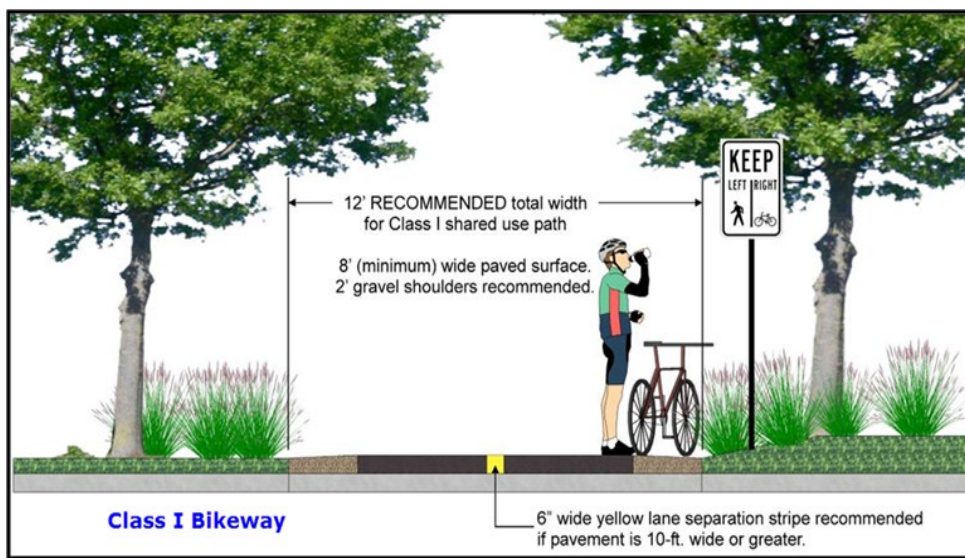 KEEP
LEFT RIGHT
12' RECOMMENDED total width
for Class I shared use path
8' (minimum) wide paved surface.
2' gravel shoulders recommended.
Class I Bikeway
6" wide yellow lane separation stripe recommended
if pavement is 10-ft. wide or greater.